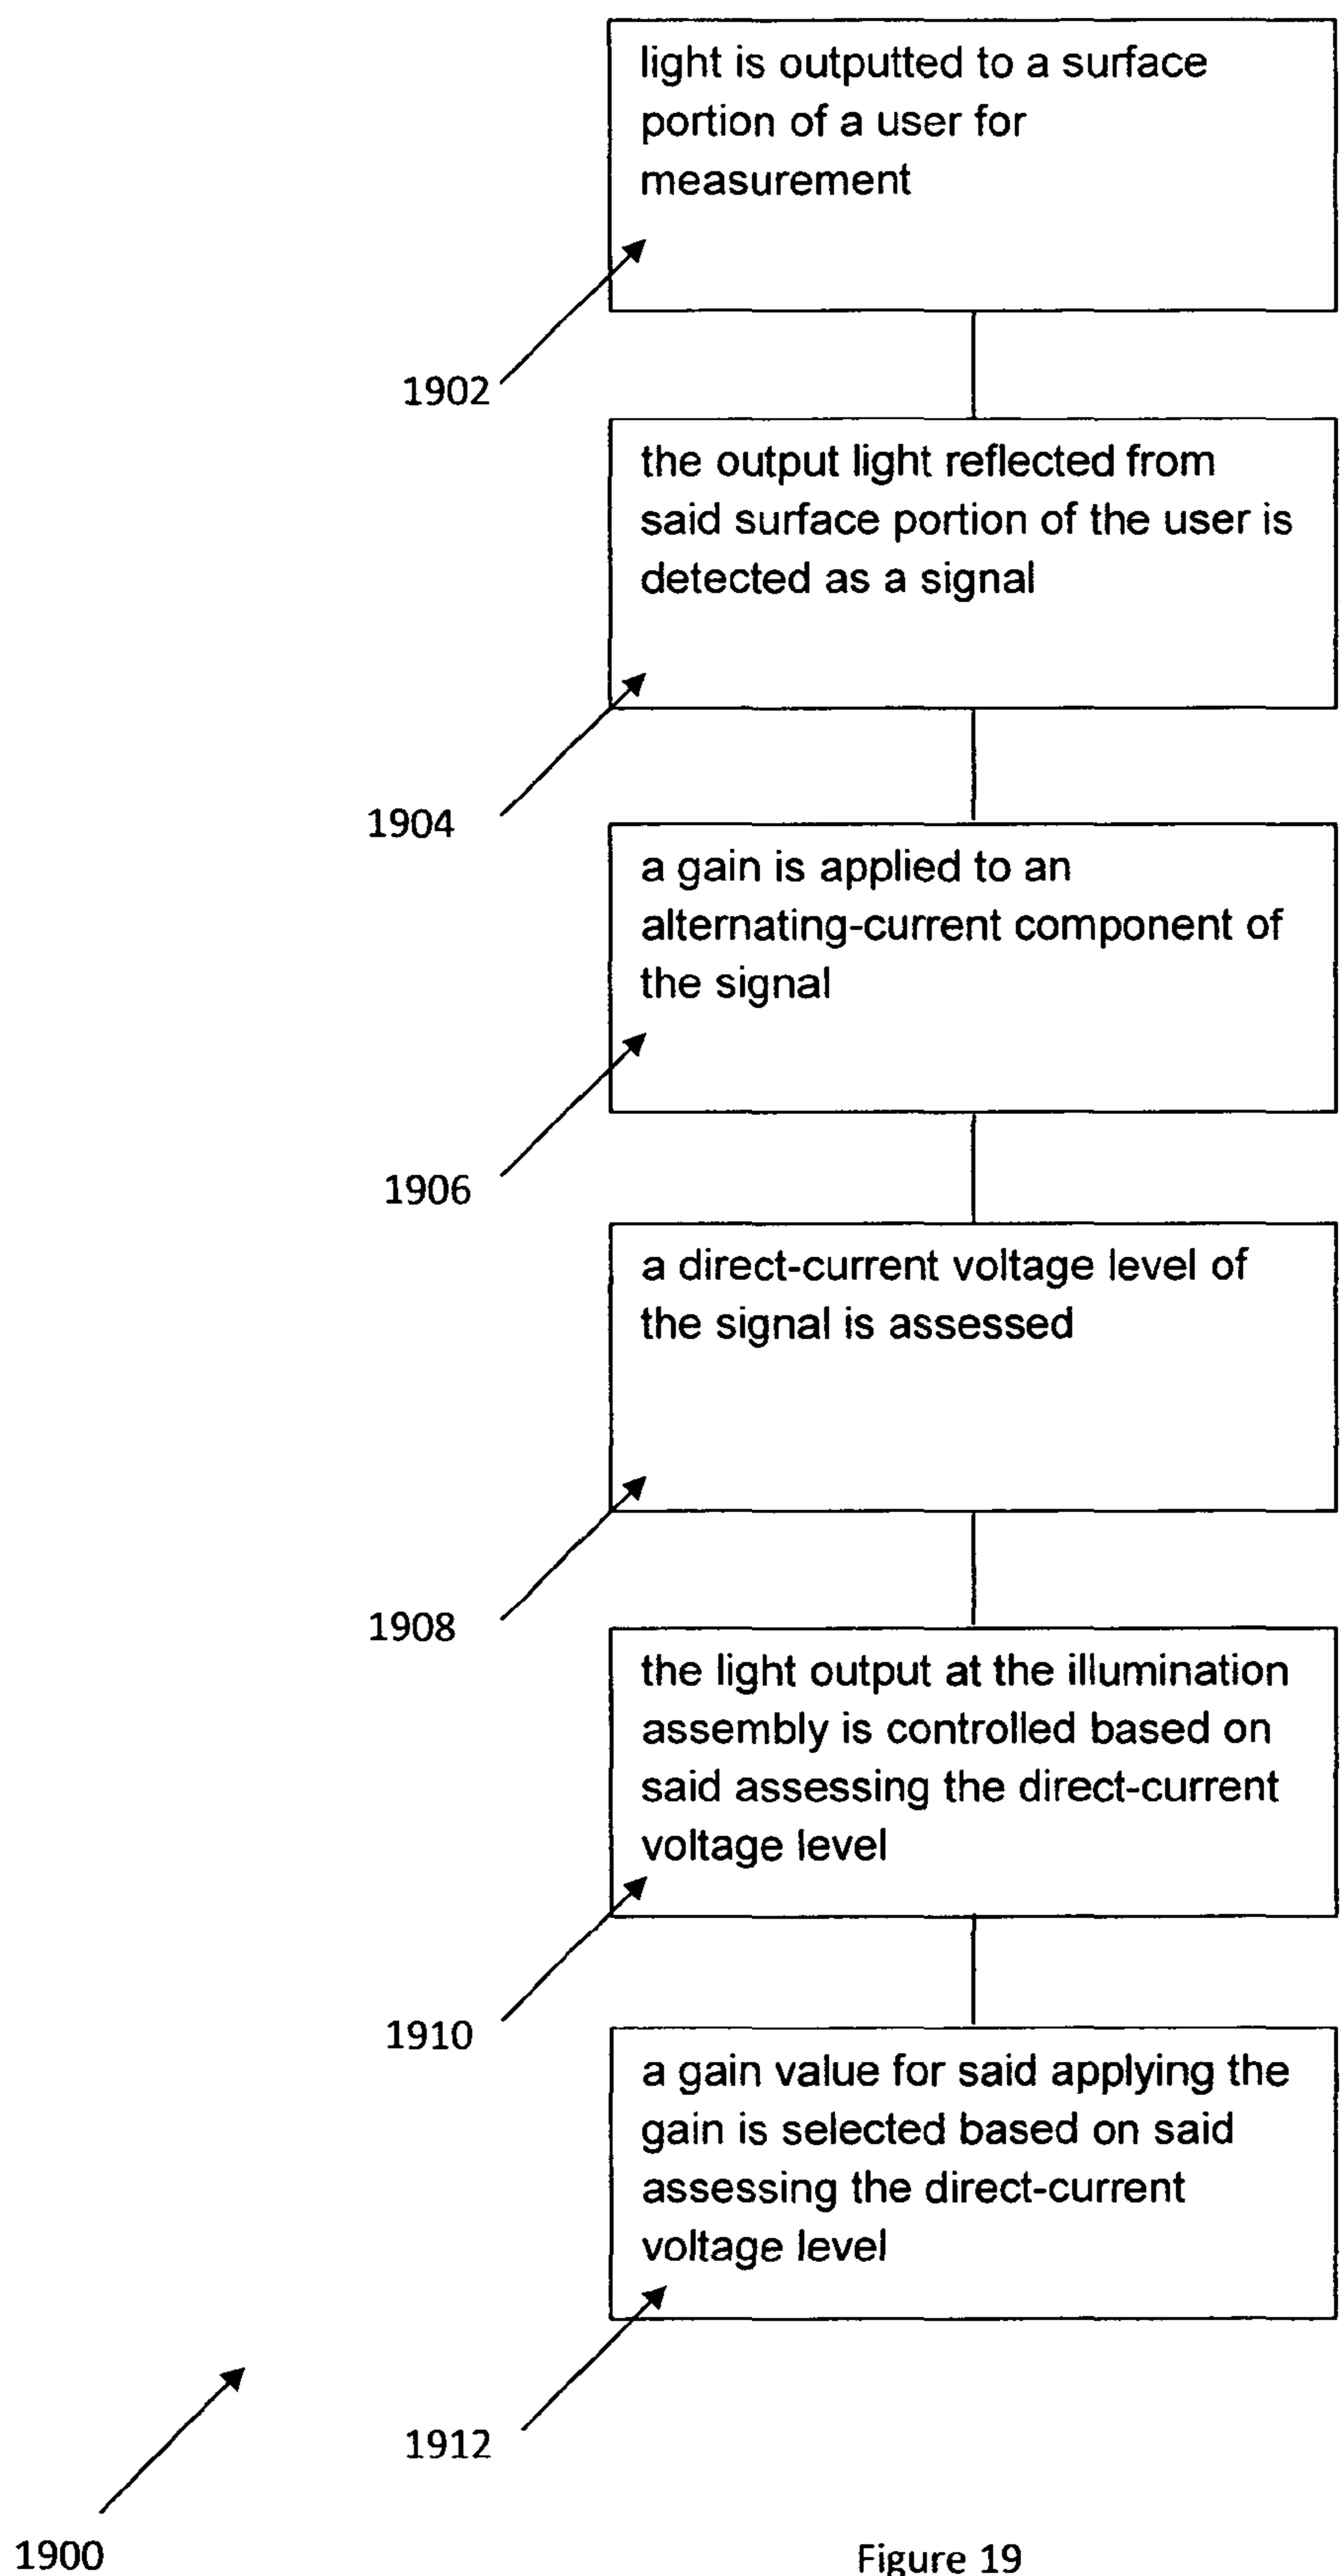 light is outputted to a surface
portion of a user for
measurement
1902
the output light reflected from
said surface portion of the user is
detected as a signal
1904
a gain is applied to an
alternating-current component of
the signal
1906
a direct-current voltage level of
the signal is assessed
1908
the light output at the illumination
assembly is controlled based on
said assessing the direct-current
voltage level
1910
a gain value for said applying the
gain is selected based on said
assessing the direct-current
voltage level
1912
1900
Figure 19